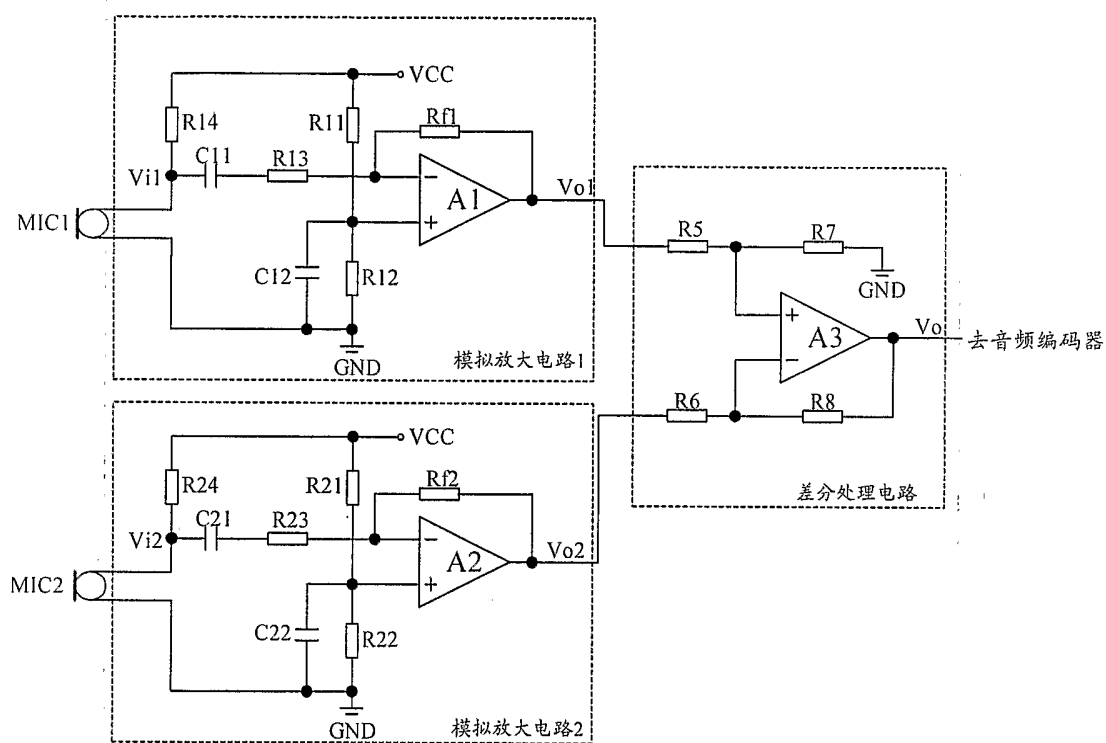 VCC
R14
R11
Rf1
C11
R13
Vi1
A1
Vo1
MIC1
C12
R12
GND
模拟放大电路1
R5
R7
GND
A3
Vo
去音频编码器
R6
R8
差分处理电路
VCC
R24
R21
Rf2
C21
R23
Vi2
A2
Vo2
MIC2
C22
R22
GND
模拟放大电路2